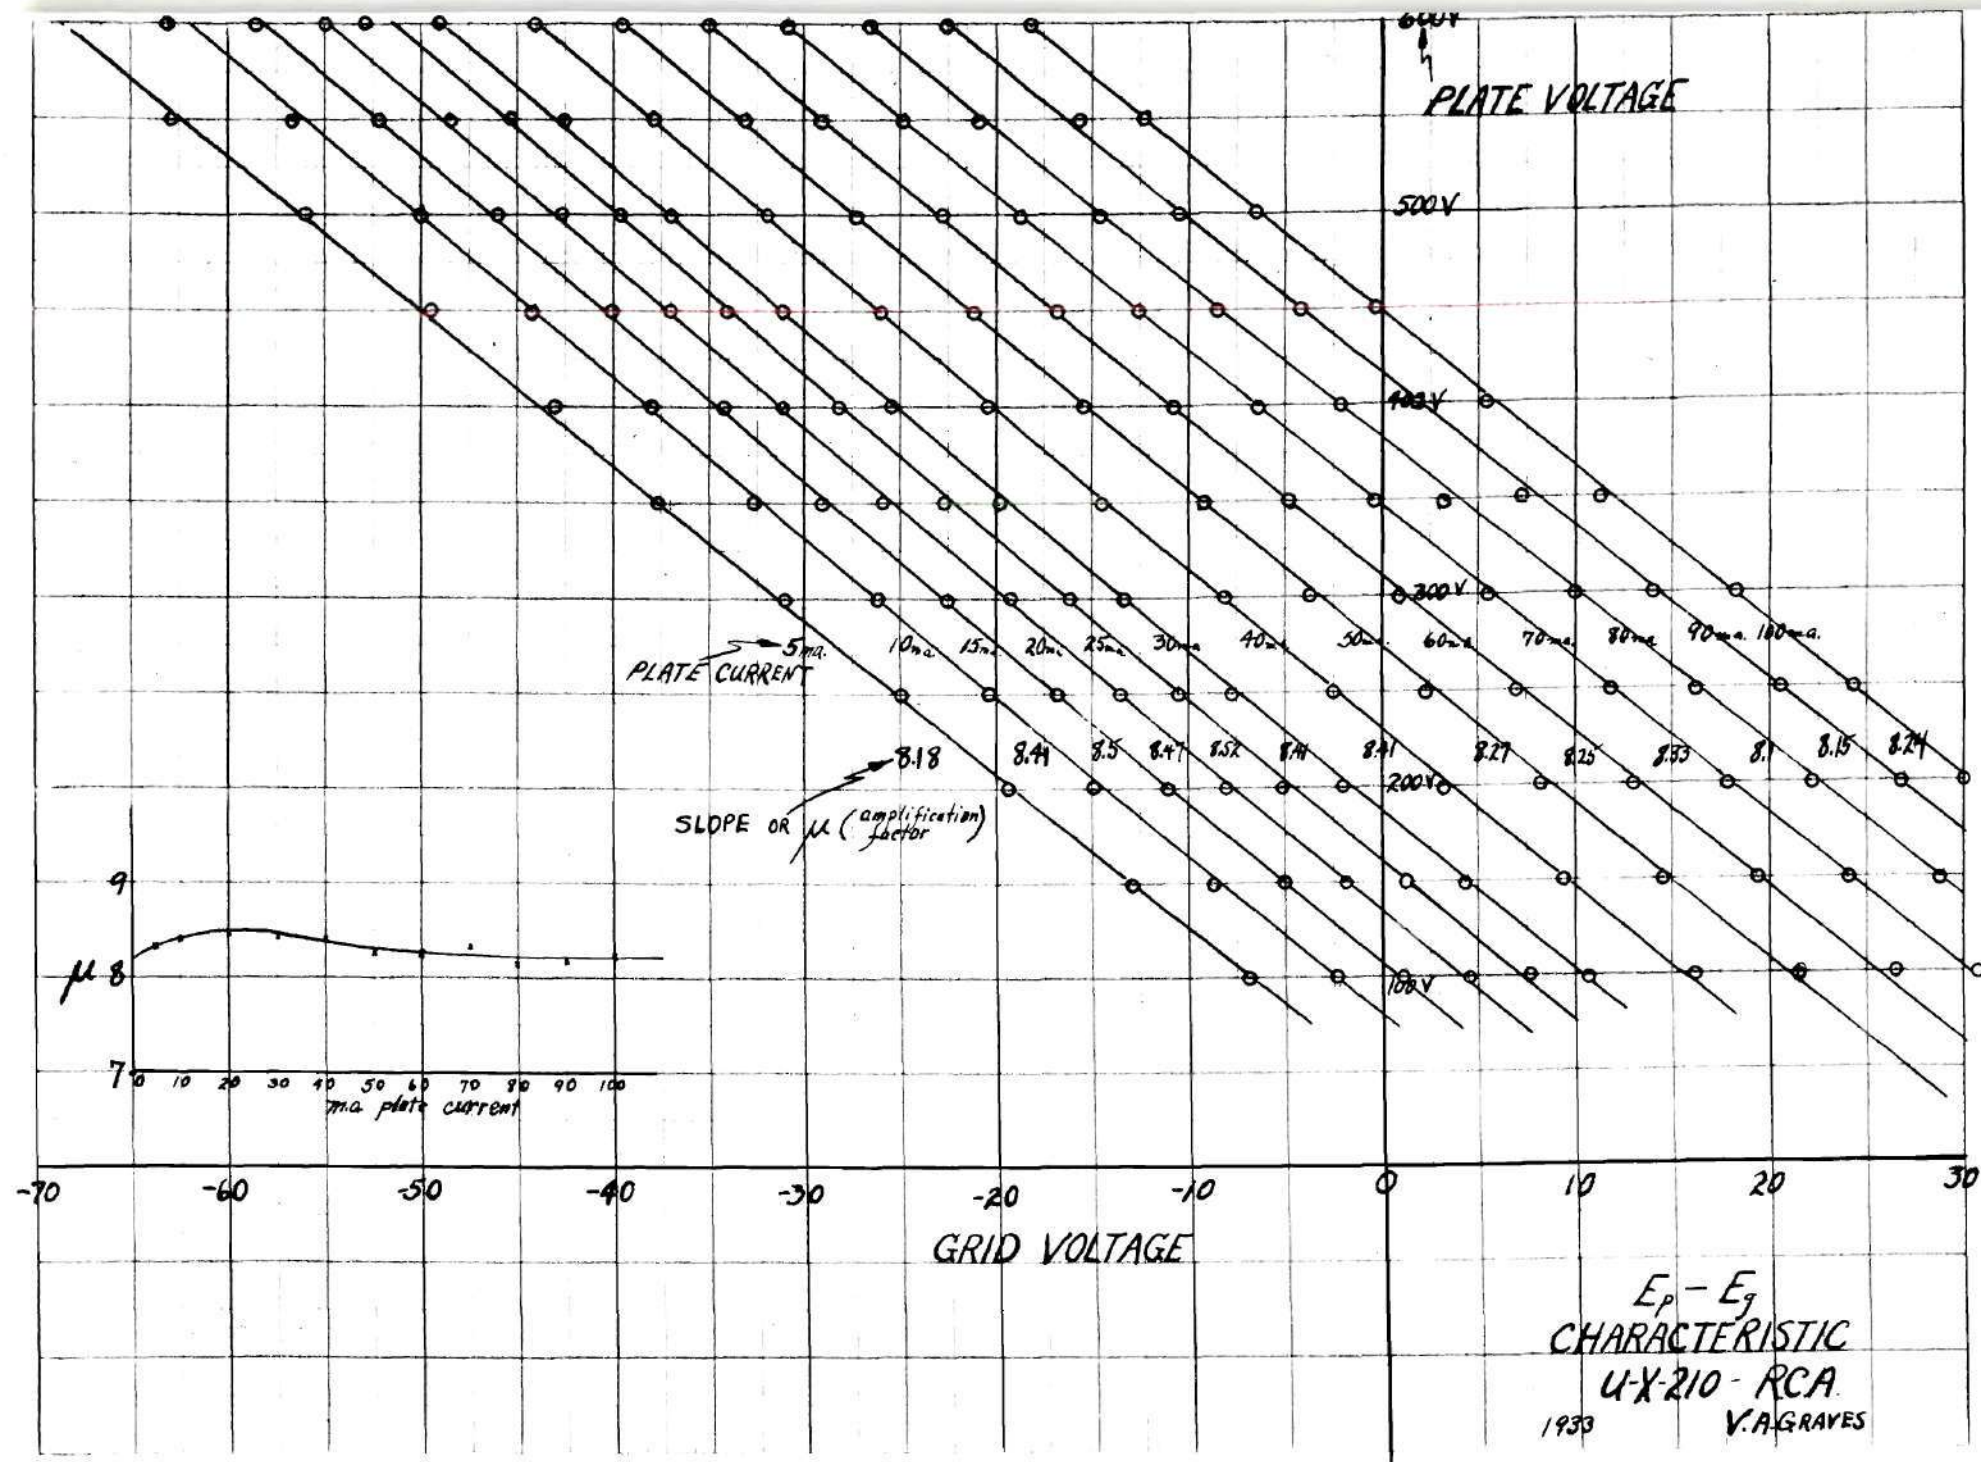 600V
PLATE VOLTAGE
500V
400V
300V
5ma. 10ma 15ma 20ma 25ma 30ma 40ma 50ma. 60ma 70ma. 80ma 90ma. 100ma.
PLATE CURRENT
8.18 8.44 8.5 8.47 8.52 8.41 8.41 8.27 8.25 8.33 8.1 8.15 8.24
200V
SLOPE OR μ (amplification factor)
9
μ 8
100V
7
0 10 20 30 40 50 60 70 80 90 100
ma plate current
-70 -60 -50 -40 -30 -20 -10 0 10 20 30
GRID VOLTAGE
Ep - Eg
CHARACTERISTIC
U-X-210 - RCA
1933 V.A.GRAVES